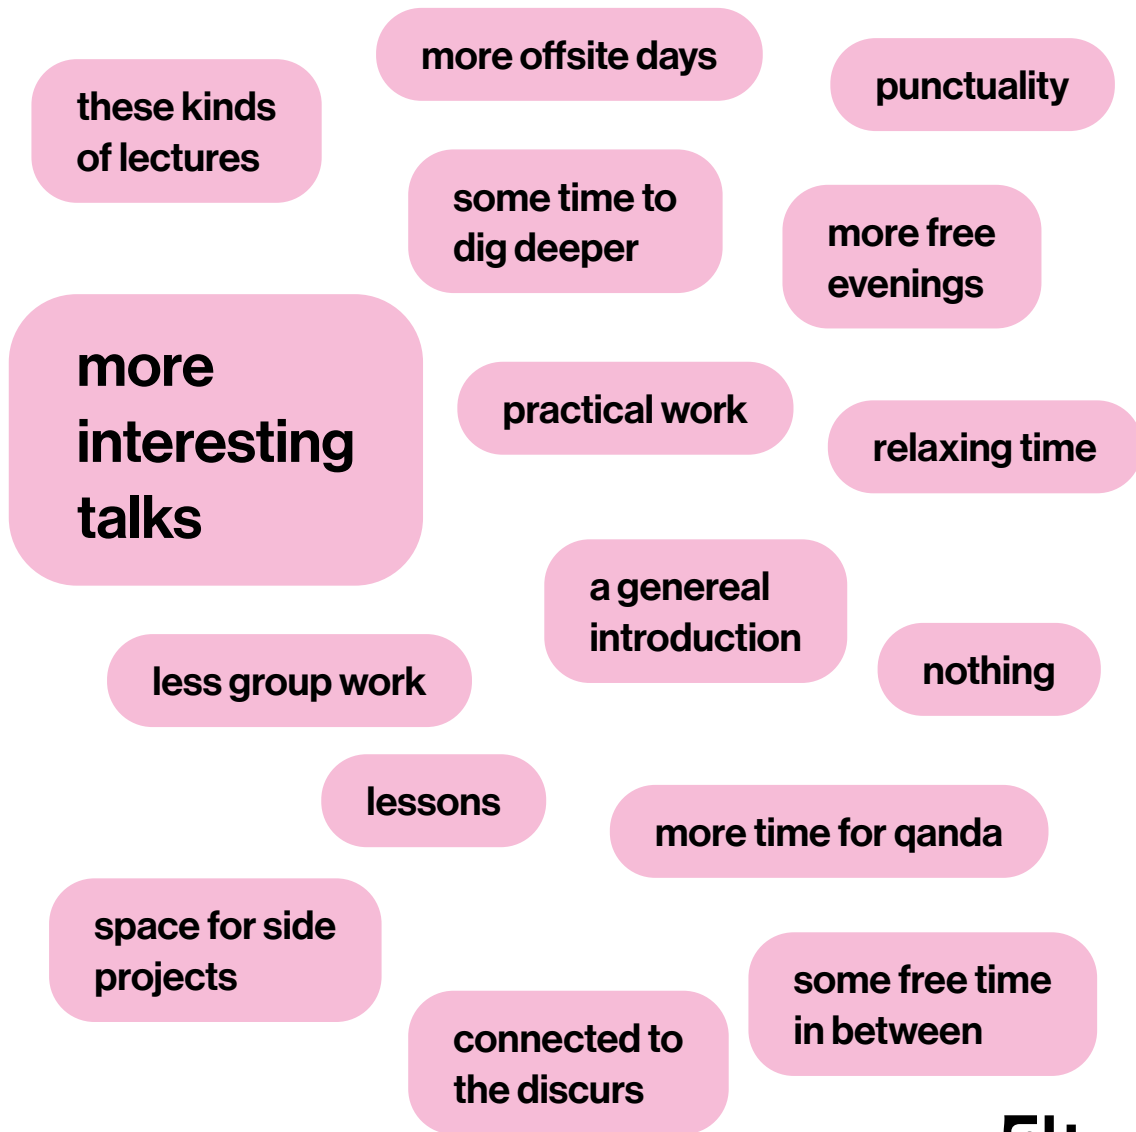 more offsite days
punctuality
these kinds
of lectures
some time to
dig deeper
more free
evenings
more
interesting
talks
practical work
relaxing time
a genereal
introduction
nothing
less group work
lessons
more time for qanda
space for side
projects
some free time
in between
connected to
the discurs